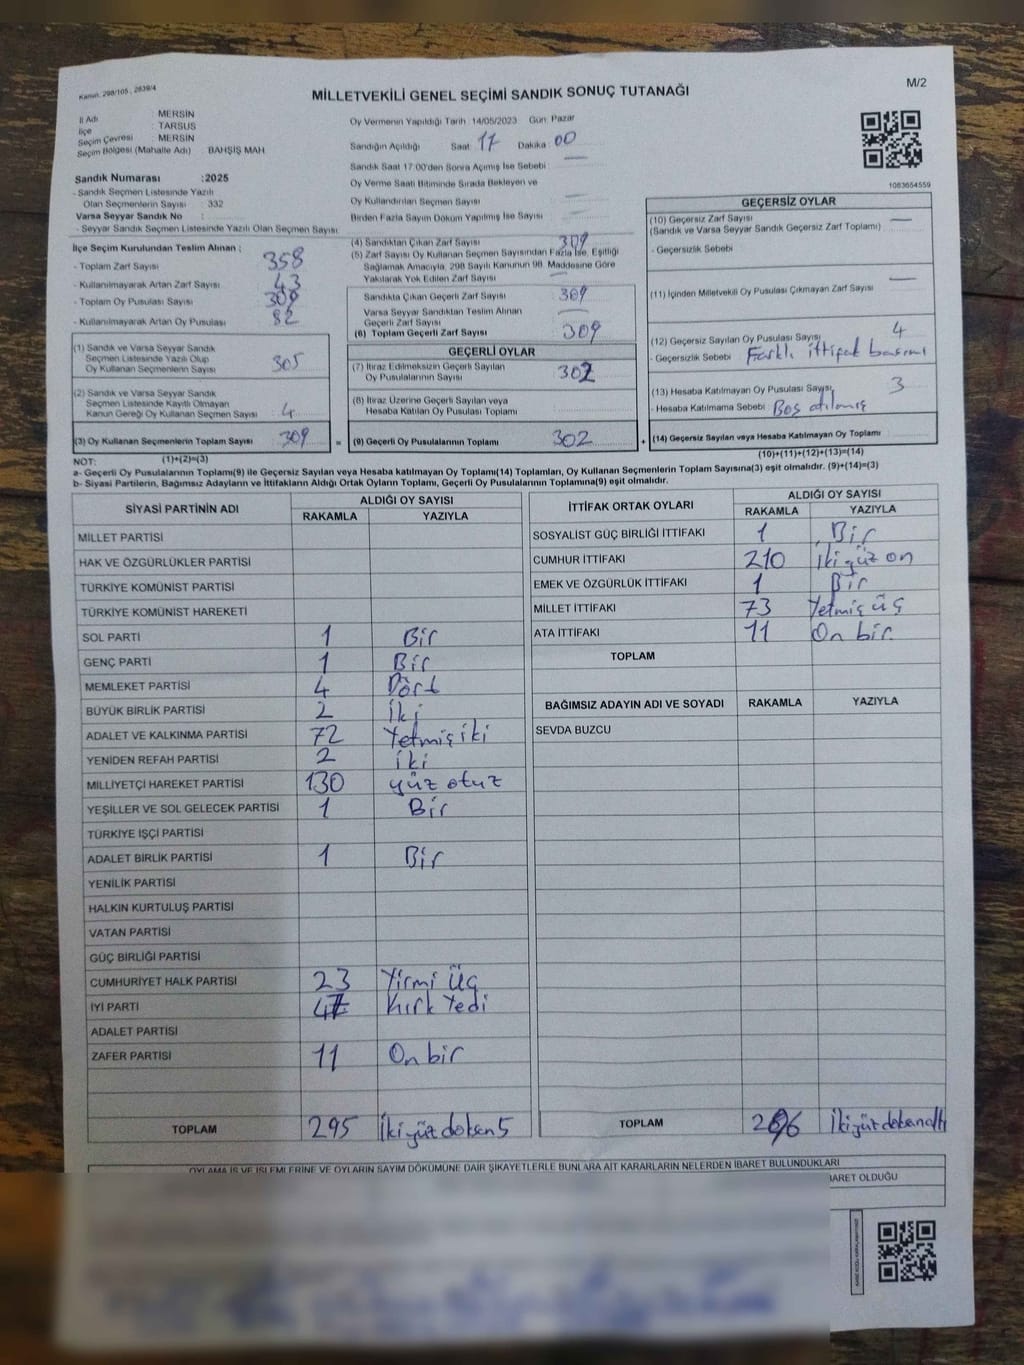 Kanun: 298/105 , 2839/4
M/2
MİLLETVEKİLİ GENEL SEÇİMİ SANDIK SONUÇ TUTANAĞI
İl Adı : MERSİN
İlçe : TARSUS
Seçim Çevresi : MERSİN
Seçim Bölgesi (Mahalle Adı) : BAHŞİŞ MAH
Sandık Numarası :2025
- Sandık Seçmen Listesinde Yazılı
Olan Seçmenlerin Sayısı : 332
Varsa Seyyar Sandık No :
- Seyyar Sandık Seçmen Listesinde Yazılı Olan Seçmen Sayısı:
Oy Vermenin Yapıldığı Tarih :14/05/2023 Gün: Pazar
Sandığın Açıldığı Saat : 17 Dakika : 00
Sandık Saat 17:00'den Sonra Açılmış İse Sebebi :
Oy Verme Saati Bitiminde Sırada Bekleyen ve
Oy Kullandırılan Seçmen Sayısı
Birden Fazla Sayım Döküm Yapılmış İse Sayısı
1083654559
İlçe Seçim Kurulundan Teslim Alınan :
- Toplam Zarf Sayısı 358
- Kullanılmayarak Artan Zarf Sayısı 43
- Toplam Oy Pusulası Sayısı
- Kullanılmayarak Artan Oy Pusulası 82
(1) Sandık ve Varsa Seyyar Sandık
Seçmen Listesinde Yazılı Olup
Oy Kullanan Seçmenlerin Sayısı 305
(2) Sandık ve Varsa Seyyar Sandık
Seçmen Listesinde Kayıtlı Olmayan
Kanun Gereği Oy Kullanan Seçmen Sayısı 4
(3) Oy Kullanan Seçmenlerin Toplam Sayısı 309 =
(1)+(2)=(3)
(4) Sandıktan Çıkan Zarf Sayısı 309
(5) Zarf Sayısı Oy Kullanan Seçmen Sayısından Fazla İse, Eşitliği
Sağlamak Amacıyla, 298 Sayılı Kanunun 98. Maddesine Göre
Yakılarak Yok Edilen Zarf Sayısı
Sandıkta Çıkan Geçerli Zarf Sayısı 309
Varsa Seyyar Sandıktan Teslim Alınan
Geçerli Zarf Sayısı
(6) Toplam Geçerli Zarf Sayısı 309
GEÇERLİ OYLAR
(7) İtiraz Edilmeksizin Geçerli Sayılan
Oy Pusulalarının Sayısı 302
(8) İtiraz Üzerine Geçerli Sayılan veya
Hesaba Katılan Oy Pusulası Toplamı
(9) Geçerli Oy Pusulalarının Toplamı 302 +
GEÇERSİZ OYLAR
(10) Geçersiz Zarf Sayısı
(Sandık ve Varsa Seyyar Sandık Geçersiz Zarf Toplamı)
- Geçersizlik Sebebi
(11) İçinden Milletvekili Oy Pusulası Çıkmayan Zarf Sayısı
(12) Geçersiz Sayılan Oy Pusulası Sayısı 4
- Geçersizlik Sebebi Farklı ittifat basımı
(13) Hesaba Katılmayan Oy Pusulası Sayısı 3
- Hesaba Katılmama Sebebi Boş atılmış
(14) Geçersiz Sayılan veya Hesaba Katılmayan Oy Toplamı
(10)+(11)+(12)+(13)=(14)
NOT:
a- Geçerli Oy Pusulalarının Toplamı(9) ile Geçersiz Sayılan veya Hesaba katılmayan Oy Toplamı(14) Toplamları, Oy Kullanan Seçmenlerin Toplam Sayısına(3) eşit olmalıdır. (9)+(14)=(3)
b- Siyasi Partilerin, Bağımsız Adayların ve İttifakların Aldığı Ortak Oyların Toplamı, Geçerli Oy Pusulalarının Toplamına(9) eşit olmalıdır.
SİYASİ PARTİNİN ADI
ALDIĞI OY SAYISI
RAKAMLA YAZIYLA
MİLLET PARTİSİ
HAK VE ÖZGÜRLÜKLER PARTİSİ
TÜRKİYE KOMÜNİST PARTİSİ
TÜRKİYE KOMÜNİST HAREKETİ
SOL PARTİ 1 Bir
GENÇ PARTİ 1 Bir
MEMLEKET PARTİSİ 4 Dört
BÜYÜK BİRLİK PARTİSİ 2 İki
ADALET VE KALKINMA PARTİSİ 72 Yetmiş iki
YENİDEN REFAH PARTİSİ 2 iki
MİLLİYETÇİ HAREKET PARTİSİ 130 yüz otuz
YEŞİLLER VE SOL GELECEK PARTİSİ 1 Bir
TÜRKİYE İŞÇİ PARTİSİ
ADALET BİRLİK PARTİSİ 1 Bir
YENİLİK PARTİSİ
HALKIN KURTULUŞ PARTİSİ
VATAN PARTİSİ
GÜÇ BİRLİĞİ PARTİSİ
CUMHURİYET HALK PARTİSİ 23 Yirmi Üç
İYİ PARTİ 47 Kırk Yedi
ADALET PARTİSİ
ZAFER PARTİSİ 11 On bir
TOPLAM 295 İkiyüz doksen 5
İTTİFAK ORTAK OYLARI
ALDIĞI OY SAYISI
RAKAMLA YAZIYLA
SOSYALİST GÜÇ BİRLİĞİ İTTİFAKI 1 Bir
CUMHUR İTTİFAKI 210 iki yüz on
EMEK VE ÖZGÜRLÜK İTTİFAKI 1 Bir
MİLLET İTTİFAKI 73 Yetmiş üş
ATA İTTİFAKI 11 On bir
TOPLAM
BAĞIMSIZ ADAYIN ADI VE SOYADI RAKAMLA YAZIYLA
SEVDA BUZCU
TOPLAM 296
OYLAMA İŞ VE İŞLEMLERİNE VE OYLARIN SAYIM DÖKÜMÜNE DAİR ŞİKAYETLERLE BUNLARA AİT KARARLARIN NELERDEN İBARET BULUNDUKLARI
BARET OLDUĞU